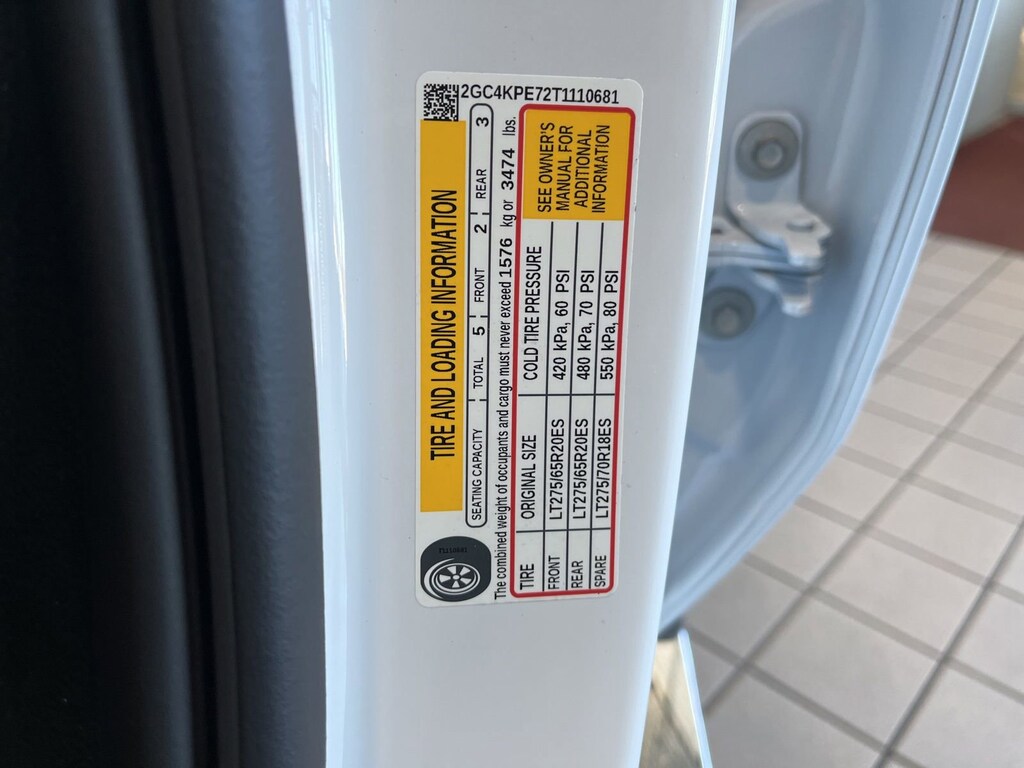 2GC4KPE72T1110681
TIRE AND LOADING INFORMATION
SEATING CAPACITY TOTAL 5 FRONT 2 REAR 3
The combined weight of occupants and cargo must never exceed 1576 kg or 3474 lbs.
TIRE ORIGINAL SIZE COLD TIRE PRESSURE
FRONT LT275/65R20ES 420 kPa, 60 PSI
REAR LT275/65R20ES 480 kPa, 70 PSI
SPARE LT275/70R18ES 550 kPa, 80 PSI
SEE OWNER'S
MANUAL FOR
ADDITIONAL
INFORMATION